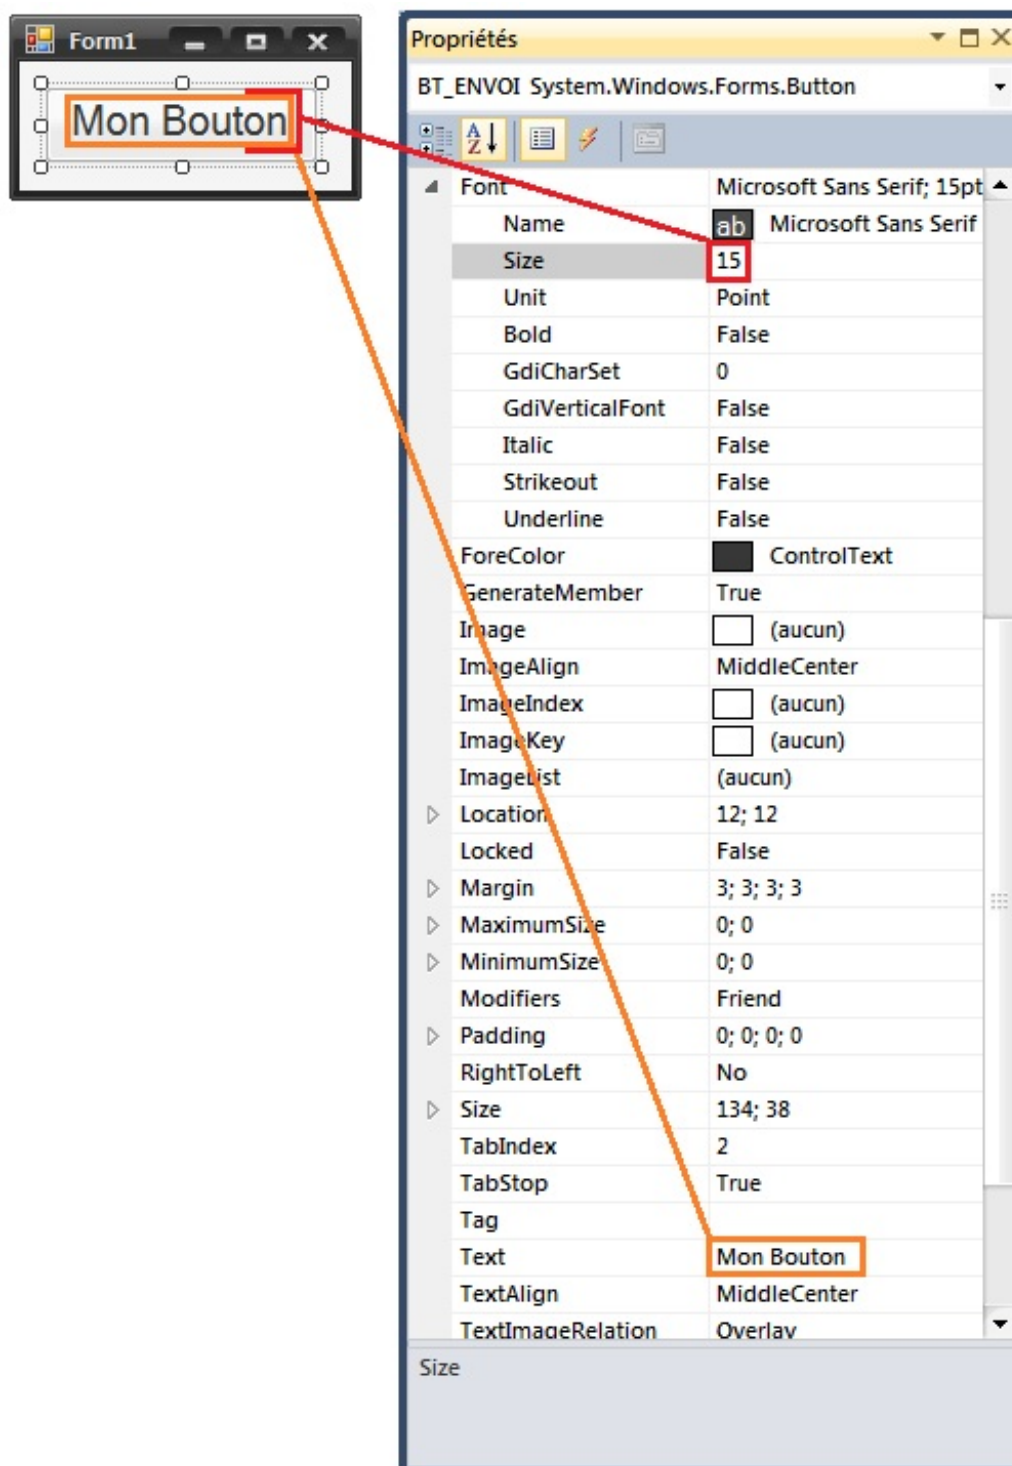 Form1
Mon Bouton
Propriétés
BT_ENVOI System.Windows.Forms.Button
Font Microsoft Sans Serif; 15pt
Name ab Microsoft Sans Serif
Size 15
Unit Point
Bold False
GdiCharSet 0
GdiVerticalFont False
Italic False
Strikeout False
Underline False
ForeColor ControlText
GenerateMember True
Image (aucun)
ImageAlign MiddleCenter
ImageIndex (aucun)
ImageKey (aucun)
ImageList (aucun)
Location 12; 12
Locked False
Margin 3; 3; 3; 3
MaximumSize 0; 0
MinimumSize 0; 0
Modifiers Friend
Padding 0; 0; 0; 0
RightToLeft No
Size 134; 38
TabIndex 2
TabStop True
Tag
Text Mon Bouton
TextAlign MiddleCenter
TextImageRelation Overlay
Size